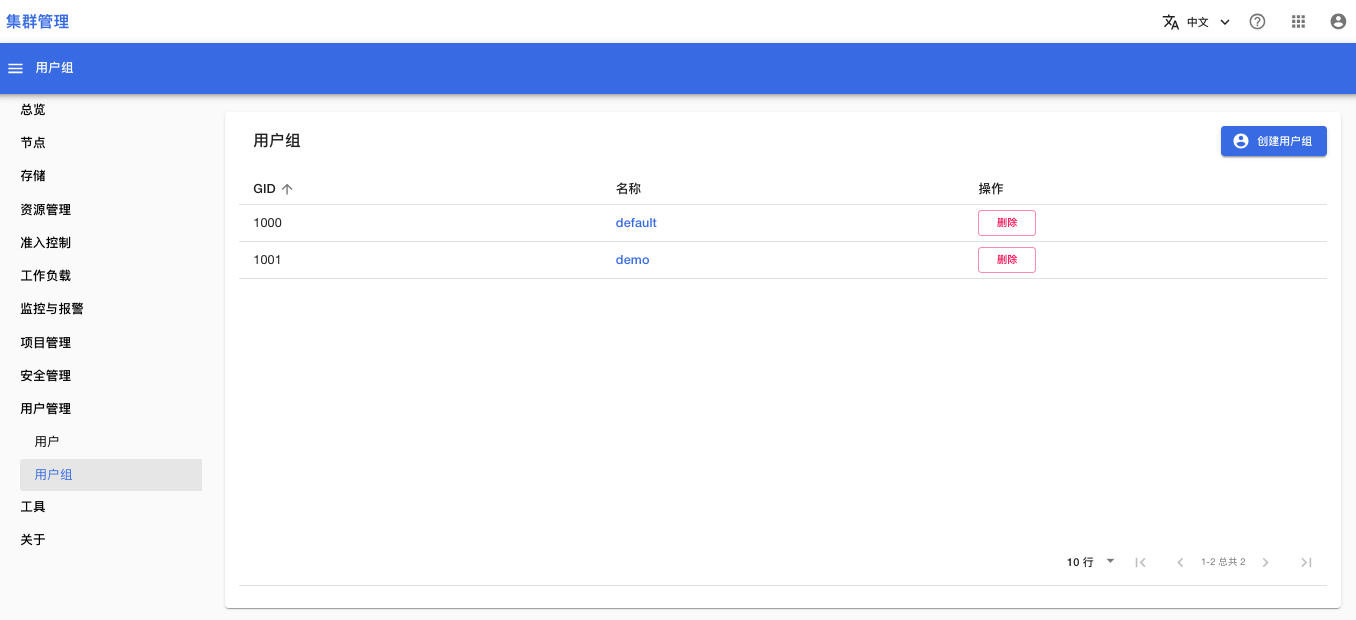 集群管理
中文
用户组
总览
节点
存储
资源管理
准入控制
工作负载
监控与报警
项目管理
安全管理
用户管理
用户
用户组
工具
关于
用户组
创建用户组
GID 名称 操作
1000 default 删除
1001 demo 删除
10 行 1-2 总共 2